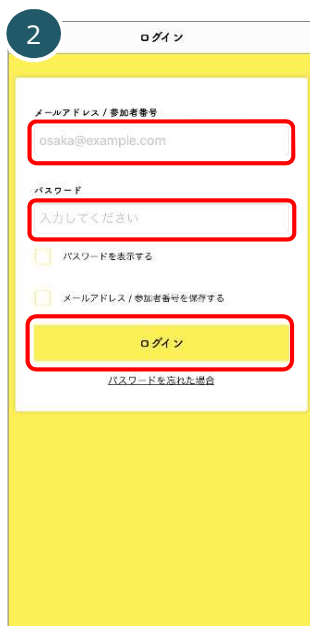 2
ログイン
メールアドレス / 参加者番号
osaka@example.com
パスワード
入力してください
パスワードを表示する
メールアドレス / 参加者番号を保存する
ログイン
パスワードを忘れた場合